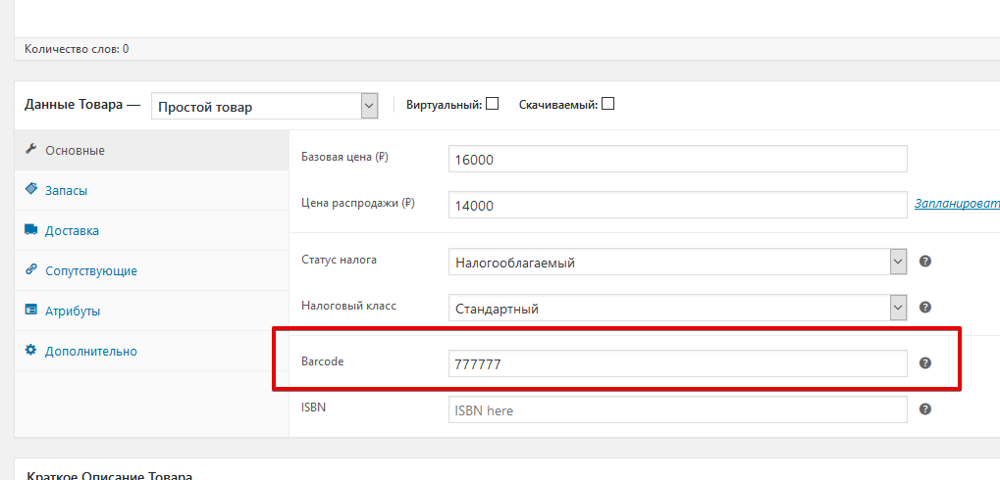 Количество слов: 0
Данные Товара — Простой товар Виртуальный: Скачиваемый:
Основные
Запасы
Доставка
Сопутствующие
Атрибуты
Дополнительно
Базовая цена (₽) 16000
Цена распродажи (₽) 14000 Запланироват
Статус налога Налогооблагаемый
Налоговый класс Стандартный
Barcode 777777
ISBN ISBN here
Краткое Описание Товара